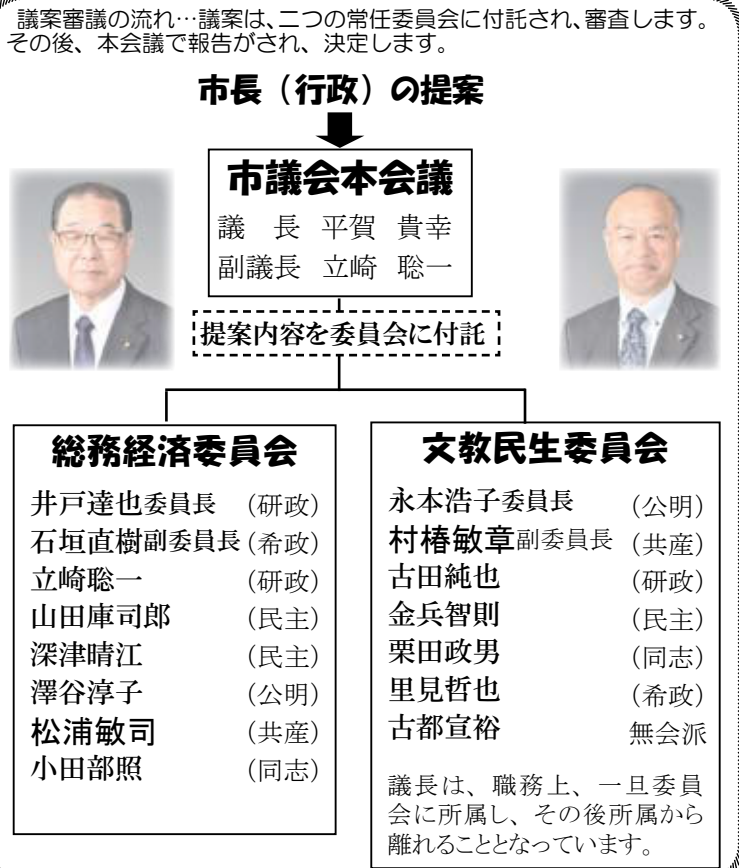 議案審議の流れ…議案は、二つの常任委員会に付託され、審査します。
その後、本会議で報告がされ、決定します。
市長（行政）の提案
市議会本会議
議　長　平賀　貴幸
副議長　立崎　聡一
提案内容を委員会に付託
総務経済委員会
井戸達也委員長（研政）
石垣直樹副委員長（希政）
立崎聡一（研政）
山田庫司郎（民主）
深津晴江（民主）
澤谷淳子（公明）
松浦敏司（共産）
小田部照（同志）
文教民生委員会
永本浩子委員長（公明）
村椿敏章副委員長（共産）
古田純也（研政）
金兵智則（民主）
栗田政男（同志）
里見哲也（希政）
古都宣裕　無会派
議長は、職務上、一旦委員
会に所属し、その後所属から
離れることとなっています。